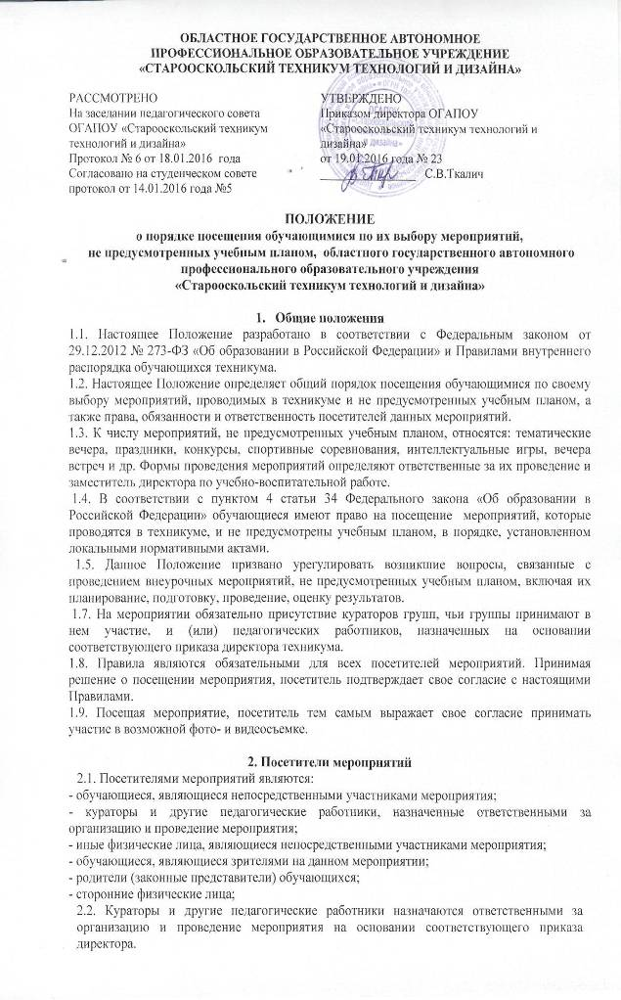 ОБЛАСТНОЕ ГОСУДАРСТВЕННОЕ АВТОНОМНОЕ
ПРОФЕССИОНАЛЬНОЕ ОБРАЗОВАТЕЛЬНОЕ УЧРЕЖДЕНИЕ
«СТАРООСКОЛЬСКИЙ ТЕХНИКУМ ТЕХНОЛОГИЙ И ДИЗАЙНА»
РАССМОТРЕНО
На заседании педагогического совета
ОГАПОУ «Старооскольский техникум
технологий и дизайна»
Протокол № 6 от 18.01.2016 года
Согласовано на студенческом совете
протокол от 14.01.2016 года №5
УТВЕРЖДЕНО
Приказом директора ОГАПОУ
«Старооскольский техникум технологий и
дизайна»
от 19.01.2016 года № 23
С.В.Ткалич
ПОЛОЖЕНИЕ
о порядке посещения обучающимися по их выбору мероприятий,
не предусмотренных учебным планом, областного государственного автономного
профессионального образовательного учреждения
«Старооскольский техникум технологий и дизайна»
1. Общие положения
1.1. Настоящее Положение разработано в соответствии с Федеральным законом от
29.12.2012 № 273-ФЗ «Об образовании в Российской Федерации» и Правилами внутреннего
распорядка обучающихся техникума.
1.2. Настоящее Положение определяет общий порядок посещения обучающимися по своему
выбору мероприятий, проводимых в техникуме и не предусмотренных учебным планом, а
также права, обязанности и ответственность посетителей данных мероприятий.
1.3. К числу мероприятий, не предусмотренных учебным планом, относятся: тематические
вечера, праздники, конкурсы, спортивные соревнования, интеллектуальные игры, вечера
встреч и др. Формы проведения мероприятий определяют ответственные за их проведение и
заместитель директора по учебно-воспитательной работе.
1.4. В соответствии с пунктом 4 статьи 34 Федерального закона «Об образовании в
Российской Федерации» обучающиеся имеют право на посещение мероприятий, которые
проводятся в техникуме, и не предусмотрены учебным планом, в порядке, установленном
локальными нормативными актами.
1.5. Данное Положение призвано урегулировать возникшие вопросы, связанные с
проведением внеурочных мероприятий, не предусмотренных учебным планом, включая их
планирование, подготовку, проведение, оценку результатов.
1.7. На мероприятии обязательно присутствие кураторов групп, чьи группы принимают в
нем участие, и (или) педагогических работников, назначенных на основании
соответствующего приказа директора техникума.
1.8. Правила являются обязательными для всех посетителей мероприятий. Принимая
решение о посещении мероприятия, посетитель подтверждает свое согласие с настоящими
Правилами.
1.9. Посещая мероприятие, посетитель тем самым выражает свое согласие принимать
участие в возможной фото- и видеосъемке.
2. Посетители мероприятий
2.1. Посетителями мероприятий являются:
- обучающиеся, являющиеся непосредственными участниками мероприятия;
- кураторы и другие педагогические работники, назначенные ответственными за
организацию и проведение мероприятия;
- иные физические лица, являющиеся непосредственными участниками мероприятия;
- обучающиеся, являющиеся зрителями на данном мероприятии;
- родители (законные представители) обучающихся;
- сторонние физические лица;
2.2. Кураторы и другие педагогические работники назначаются ответственными за
организацию и проведение мероприятия на основании соответствующего приказа
директора.